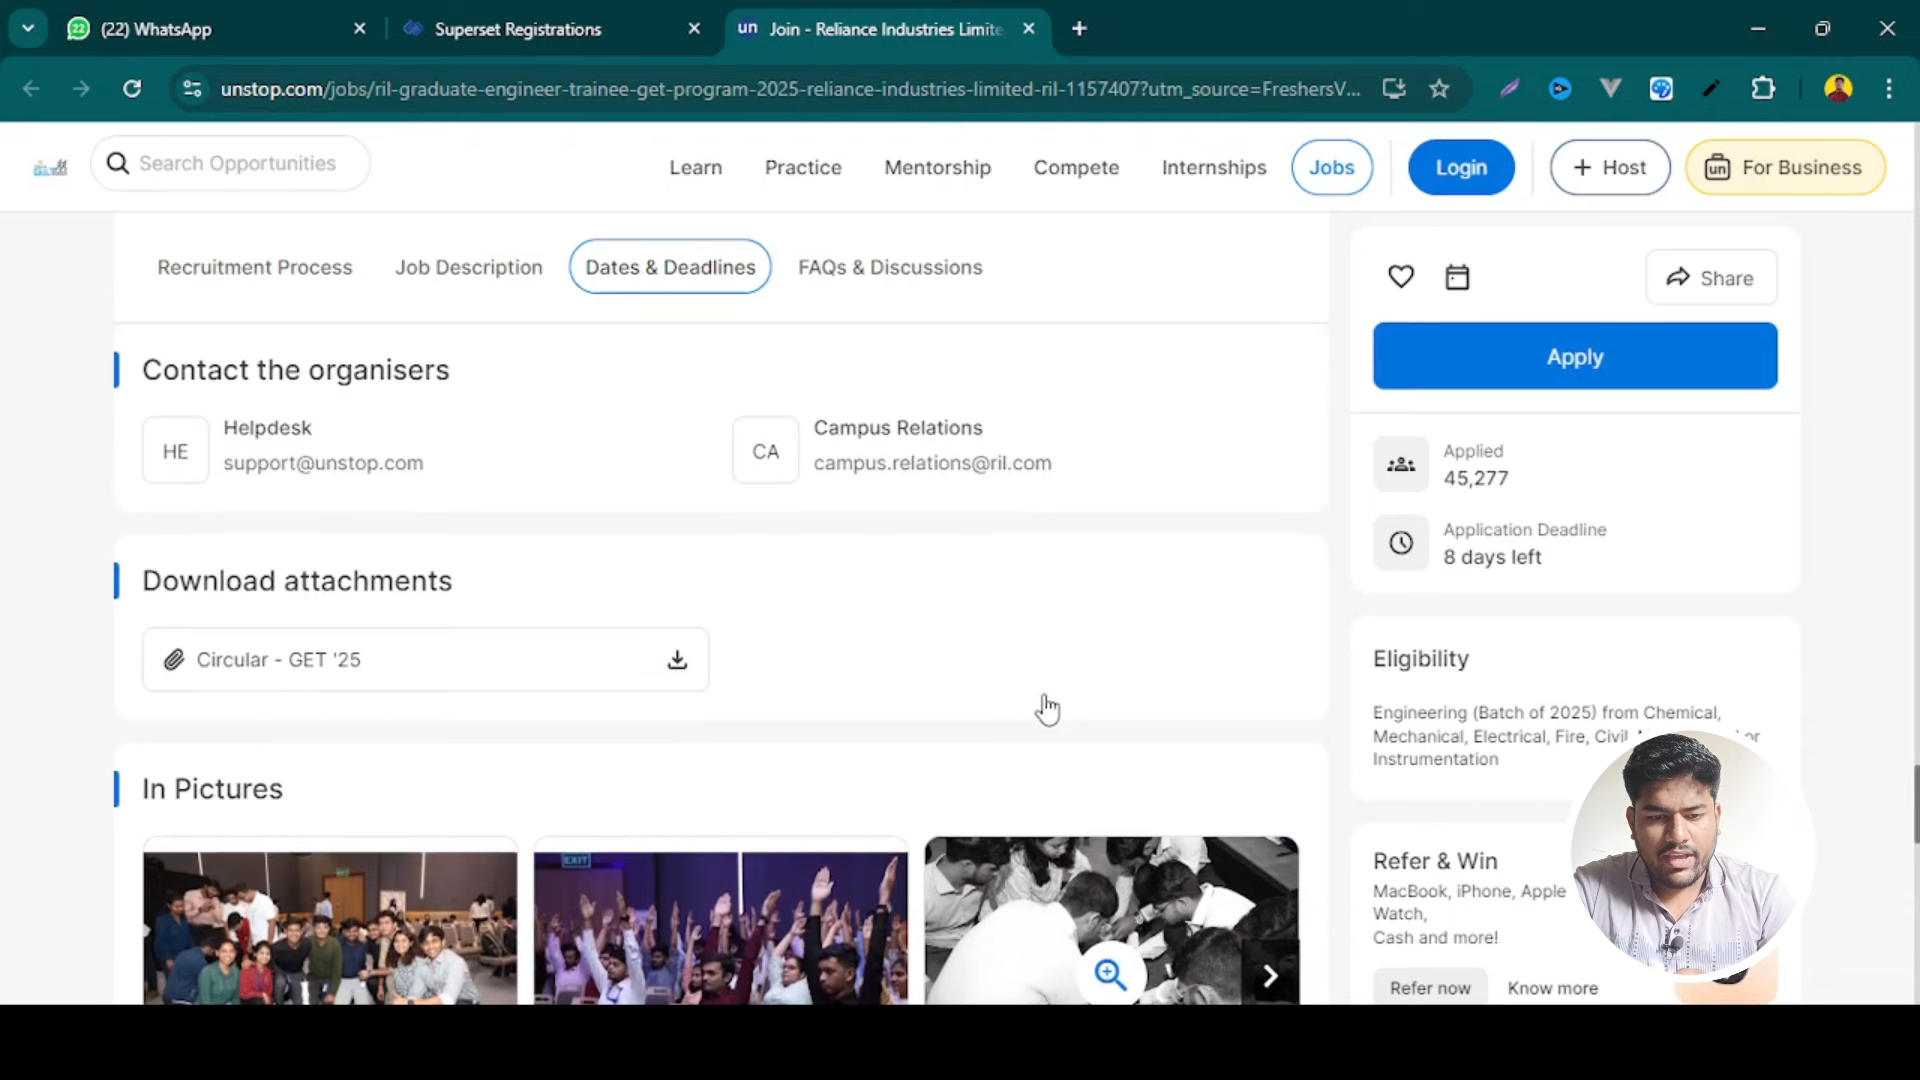 (22) WhatsApp
Superset Registrations
un Join - Reliance Industries Limite
unstop.com/jobs/ril-graduate-engineer-trainee-get-program-2025-reliance-industries-limited-ril-1157407?utm_source=FreshersV...
Search Opportunities
Learn
Practice
Mentorship
Compete
Internships
Jobs
Login
+ Host
un For Business
Recruitment Process
Job Description
Dates & Deadlines
FAQs & Discussions
Share
Apply
Contact the organisers
HE
Helpdesk
support@unstop.com
CA
Campus Relations
campus.relations@ril.com
Applied
45,277
Application Deadline
8 days left
Download attachments
Circular - GET '25
Eligibility
Engineering (Batch of 2025) from Chemical,
Mechanical, Electrical, Fire, Civil,
Instrumentation
In Pictures
EXIT
Refer & Win
MacBook, iPhone, Apple
Watch,
Cash and more!
Refer now
Know more